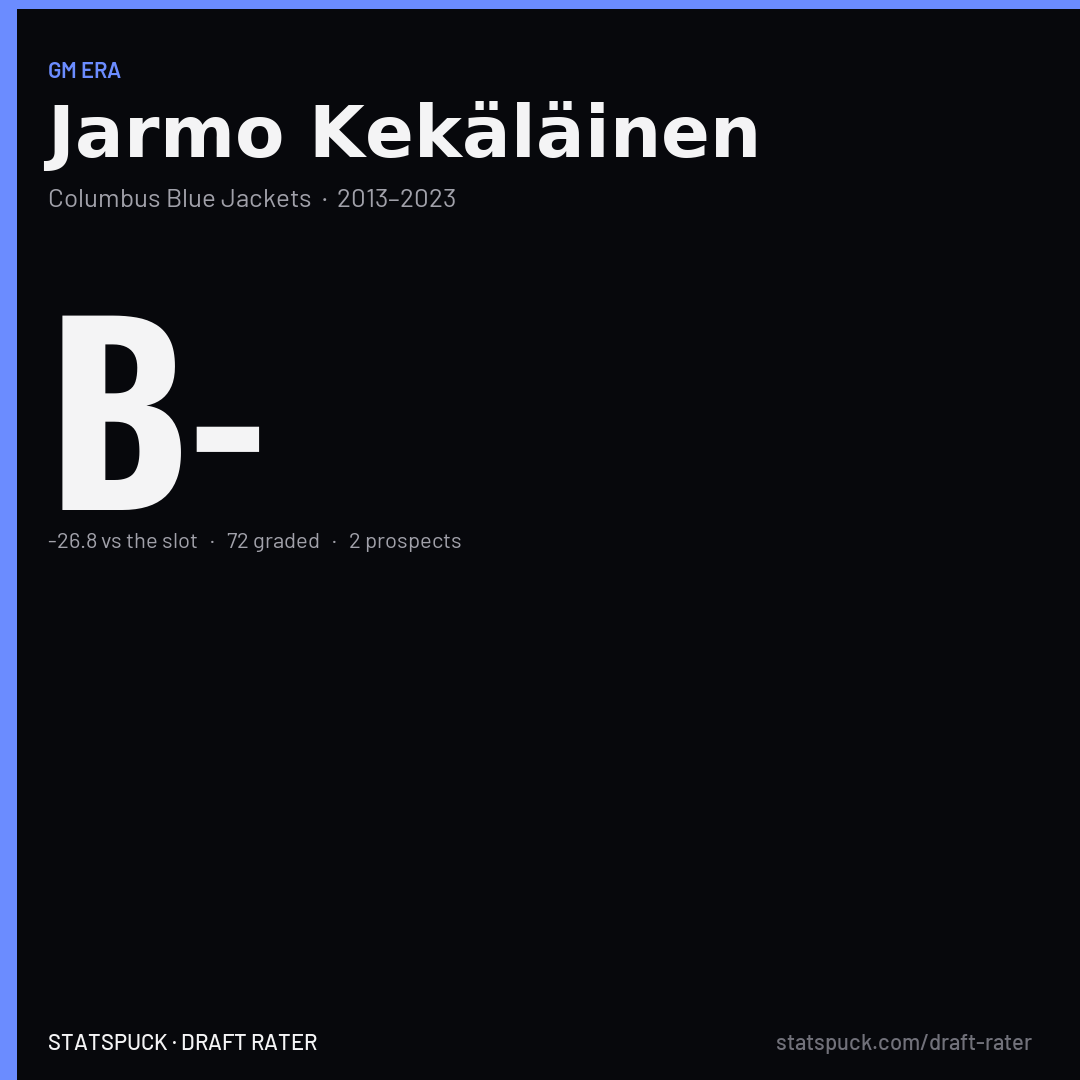 GM ERA
Jarmo Kekäläinen
Columbus Blue Jackets · 2013–2023
B-
-26.8 vs the slot · 72 graded · 2 prospects
STATSPUCK · DRAFT RATER
statspuck.com/draft-rater